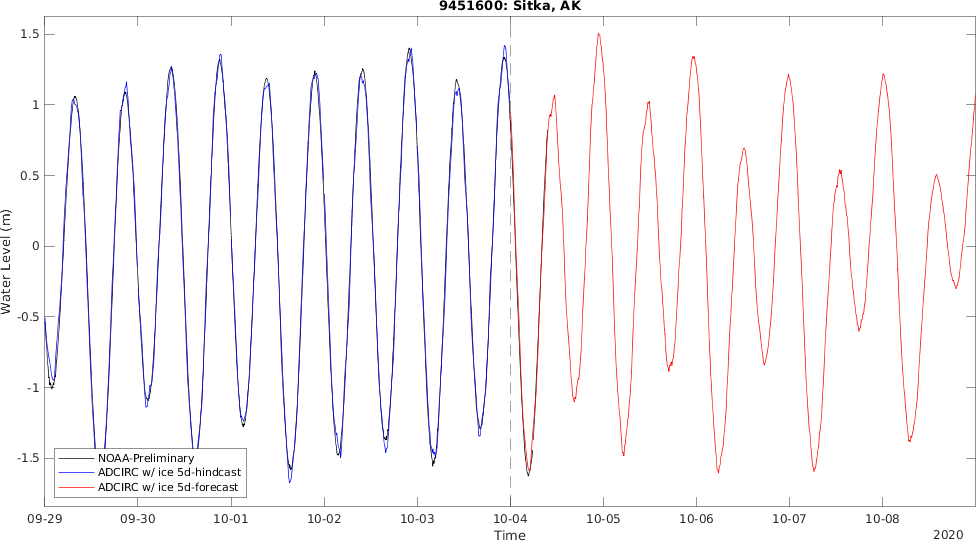 9451600: Sitka, AK
Water Level (m)
1.5
1
0.5
0
-0.5
-1
-1.5
NOAA-Preliminary
ADCIRC w/ ice 5d-hindcast
ADCIRC w/ ice 5d-forecast
09-29 09-30 10-01 10-02 10-03 10-04 10-05 10-06 10-07 10-08
Time
2020